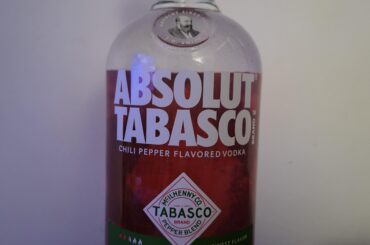 ABSOLUT
TABASCO
BRAND
CHILI PEPPER FLAVORED VODKA
McILHENNY CO.
TABASCO
BRAND
PEPPER BLEND